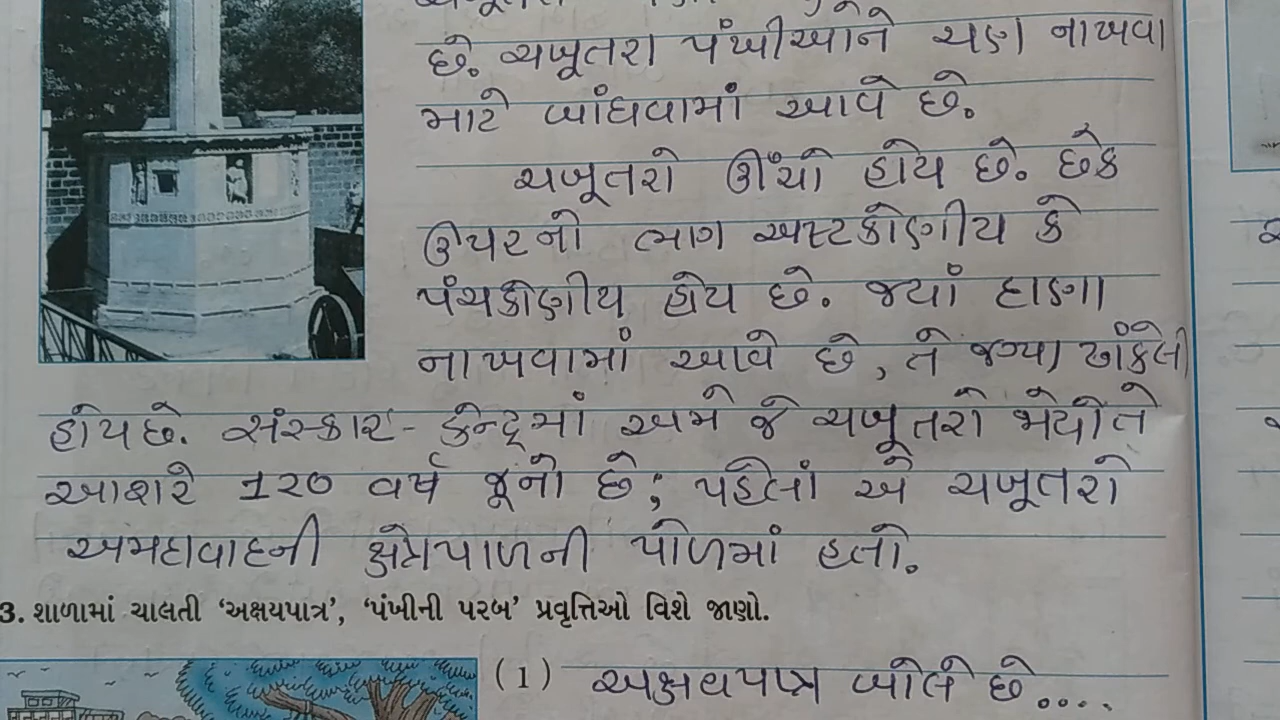 છે. ચબૂતરા પંખીઓને ચણ નાખવા
માટે બાંધવામાં આવે છે.
ચબૂતરો ઊંચો હોય છે. છેક
ઊપરનો ભાગ અષ્ટકોણીય કે
પંચકોણીય હોય છે. જ્યાં દાણા
નાખવામાં આવે છે, તે જગ્યા ઢાંકેલી
હોય છે. સંસ્કાર- કેન્દ્રમાં અમે જે ચબૂતરો જોયો તે
આશરે ૧૨૦ વર્ષ જૂનો છે; પહેલાં એ ચબૂતરો
અમદાવાદની ક્ષેત્રપાળની પોળમાં હતો.
3. શાળામાં ચાલતી ‘અક્ષયપાત્ર’, ‘પંખીની પરબ’ પ્રવૃત્તિઓ વિશે જાણો.
(1) અક્ષયપાત્ર બોલે છે....